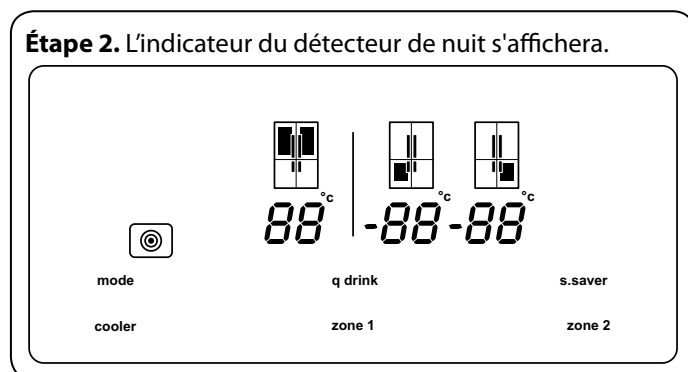 Étape 2. L'indicateur du détecteur de nuit s'affichera.
°c °c °c
88 -88 -88
mode q drink s.saver
cooler zone 1 zone 2